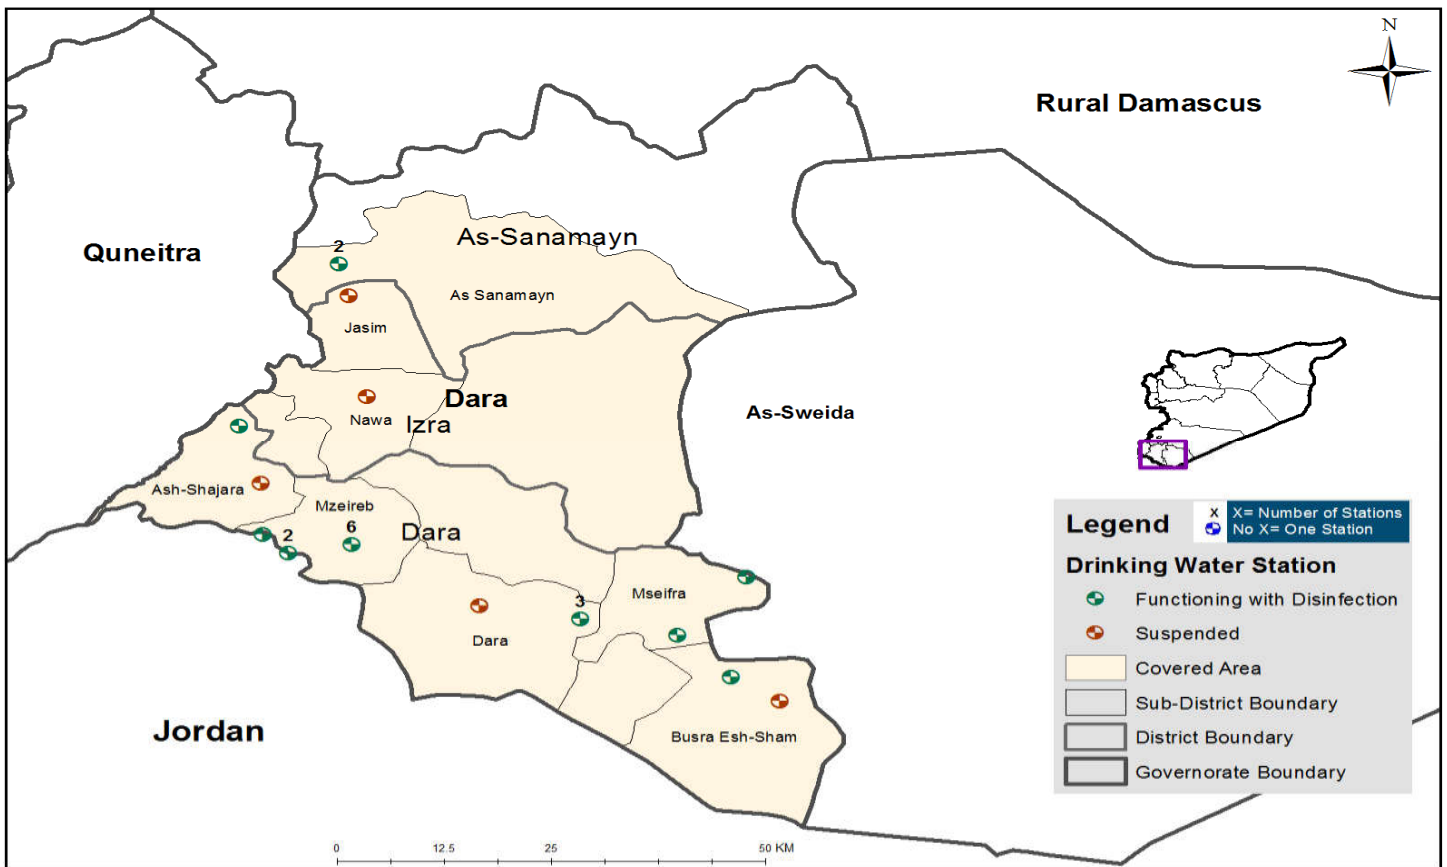 N
Rural Damascus
Quneitra
2
As-Sanamayn
As Sanamayn
Jasim
Dara
As-Sweida
Nawa
Izra
Ash-Shajara
Mzeireb
6
2
Dara
Mseifra
3
Dara
Jordan
Busra Esh-Sham
Legend
X X= Number of Stations
No X= One Station
Drinking Water Station
Functioning with Disinfection
Suspended
Covered Area
Sub-District Boundary
District Boundary
Governorate Boundary
0 12.5 25 50 KM